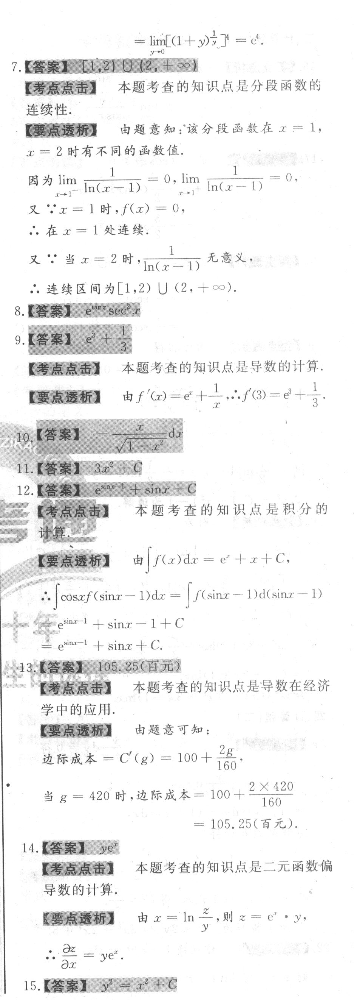 = lim[(1+y)^{1/y}]^4 = e^4.
y→0
7.【答案】 [1,2)∪(2,+∞)
【考点点击】 本题考查的知识点是分段函数的
连续性.
【要点透析】 由题意知:该分段函数在 x = 1,
x = 2 时有不同的函数值.
因为 lim_{x→1^-} 1/ln(x-1) = 0, lim_{x→1^+} 1/ln(x-1) = 0,
又 ∵x = 1 时,f(x) = 0,
∴ 在 x = 1 处连续.
又 ∵ 当 x = 2 时, 1/ln(x-1) 无意义,
∴ 连续区间为[1,2)∪(2,+∞).
8.【答案】 e^{tanx} sec^2 x
9.【答案】 e^3 + 1/3
【考点点击】 本题考查的知识点是导数的计算.
【要点透析】 由 f′(x) = e^x + 1/x ,∴f′(3) = e^3 + 1/3.
10.【答案】 - x/√(1-x^2) dx
11.【答案】 3x^2 + C
12.【答案】 e^{sinx-1} + sinx + C
【考点点击】 本题考查的知识点是积分的
计算.
【要点透析】 由∫f(x)dx = e^x + x + C,
∴∫cosxf(sinx-1)dx = ∫f(sinx-1)d(sinx-1)
= e^{sinx-1} + sinx - 1 + C
= e^{sinx-1} + sinx + C.
13.【答案】 105.25(百元)
【考点点击】 本题考查的知识点是导数在经济
学中的应用.
【要点透析】 由题意可知:
边际成本 = C′(g) = 100 + 2g/160,
当 g = 420 时,边际成本 = 100 + 2×420/160
= 105.25(百元).
14.【答案】 ye^x
【考点点击】 本题考查的知识点是二元函数偏
导数的计算.
【要点透析】 由 x = ln z/y ,则 z = e^x · y,
∴ ∂z/∂x = ye^x.
15.【答案】 y^2 = x^2 + C